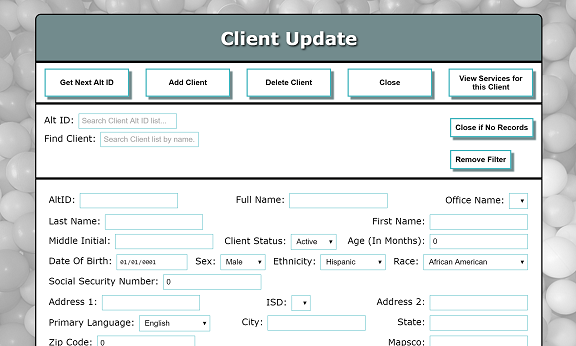 Client Update
Get Next Alt ID Add Client Delete Client Close View Services for this Client
Alt ID: Search Client Alt ID list...
Find Client: Search Client list by name.
Close if No Records
Remove Filter
AltID: Full Name: Office Name:
Last Name: First Name:
Middle Initial: Client Status: Active Age (In Months): 0
Date Of Birth: 01/01/0001 Sex: Male Ethnicity: Hispanic Race: African American
Social Security Number: 0
Address 1: ISD: Address 2:
Primary Language: English City: State:
Zip Code: 0 Mapsco: